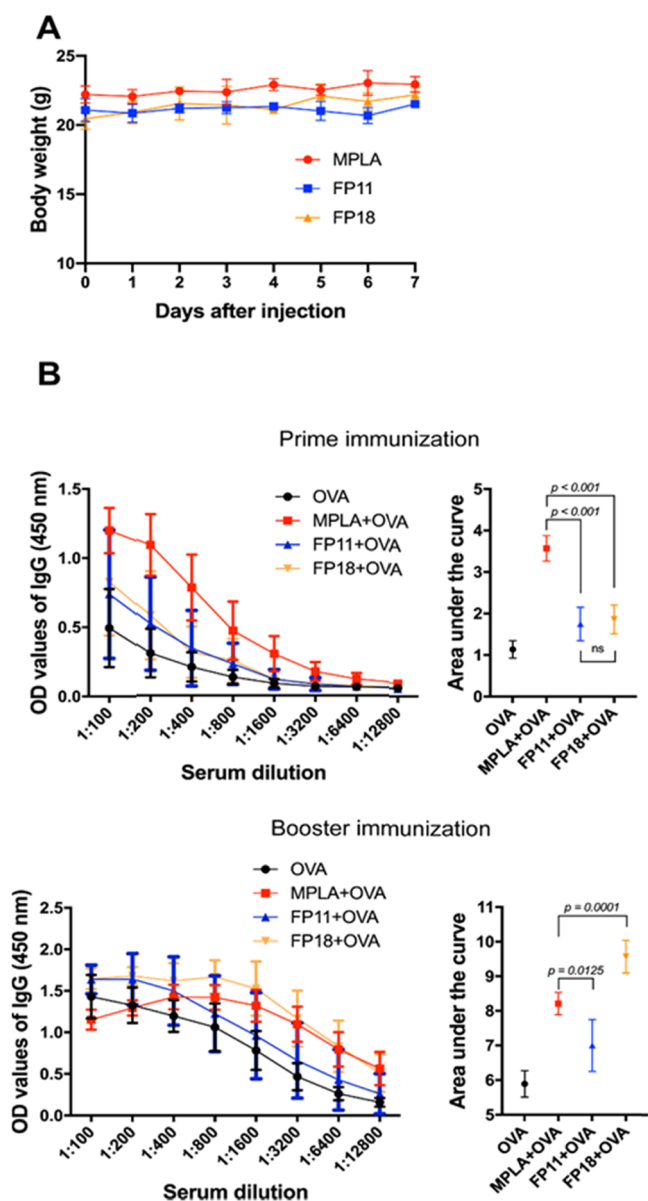 A
25
20
15
10
Body weight (g)
MPLA
FP11
FP18
0 1 2 3 4 5 6 7
Days after injection
B
Prime immunization
1.5
1.0
0.5
0.0
OD values of IgG (450 nm)
OVA
MPLA+OVA
FP11+OVA
FP18+OVA
1:100 1:200 1:400 1:800 1:1600 1:3200 1:6400 1:12800
Serum dilution
5
4
3
2
1
0
Area under the curve
p < 0.001
p < 0.001
ns
OVA MPLA+OVA FP11+OVA FP18+OVA
Booster immunization
OVA
MPLA+OVA
FP11+OVA
FP18+OVA
2.5
2.0
1.5
1.0
0.5
0.0
OD values of IgG (450 nm)
1:100 1:200 1:400 1:800 1:1600 1:3200 1:6400 1:12800
Serum dilution
11
10
9
8
7
6
5
Area under the curve
p = 0.0001
p = 0.0125
OVA MPLA+OVA FP11+OVA FP18+OVA